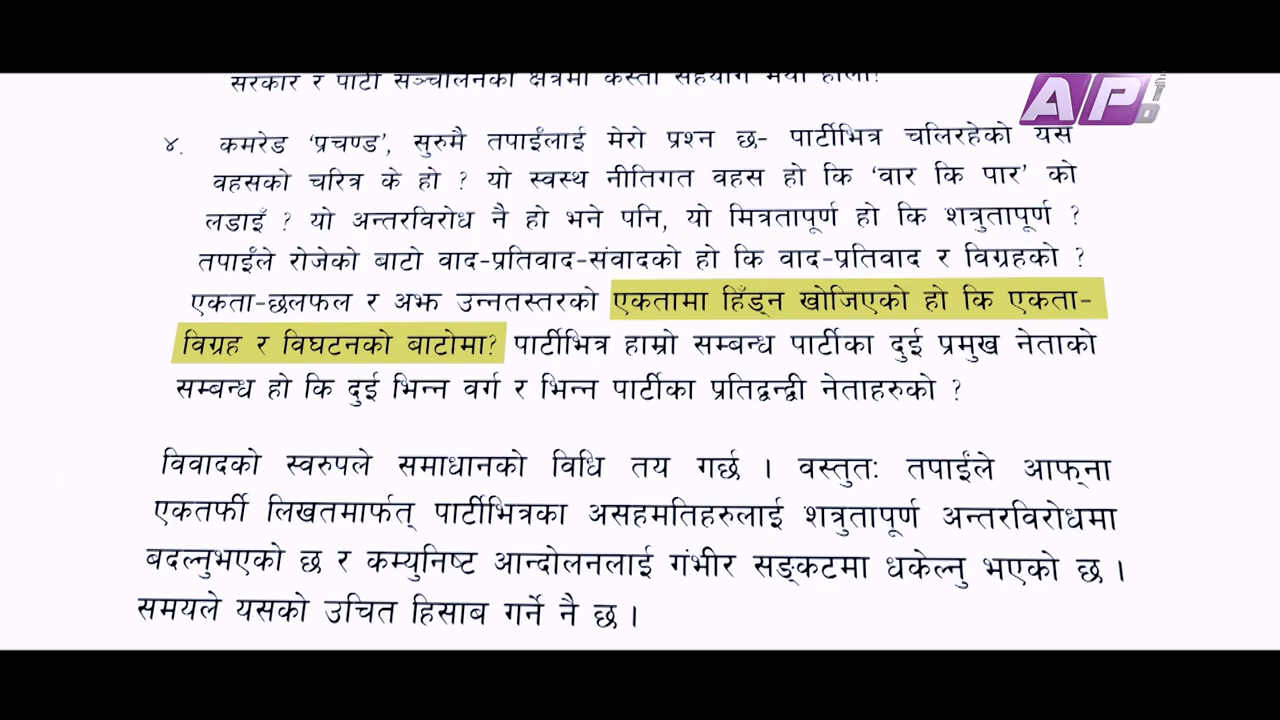 सरकार र पार्टी सञ्चालनका क्षेत्रमा कस्तो सहयोग भयो होला?
AP1
HD
४. कमरेड ‘प्रचण्ड’, सुरुमै तपाईंलाई मेरो प्रश्न छ- पार्टीभित्र चलिरहेको यस
वहसको चरित्र के हो ? यो स्वस्थ नीतिगत वहस हो कि ‘वार कि पार’ को
लडाइँ ? यो अन्तरविरोध नै हो भने पनि, यो मित्रतापूर्ण हो कि शत्रुतापूर्ण ?
तपाईंले रोजेको बाटो वाद-प्रतिवाद-संवादको हो कि वाद-प्रतिवाद र विग्रहको ?
एकता-छलफल र अझ उन्नतस्तरको एकतामा हिँड्न खोजिएको हो कि एकता-
विग्रह र विघटनको बाटोमा? पार्टीभित्र हाम्रो सम्बन्ध पार्टीका दुई प्रमुख नेताको
सम्बन्ध हो कि दुई भिन्न वर्ग र भिन्न पार्टीका प्रतिद्वन्द्वी नेताहरुको ?
विवादको स्वरुपले समाधानको विधि तय गर्छ । वस्तुतः तपाईंले आफ्ना
एकतर्फी लिखतमार्फत् पार्टीभित्रका असहमतिहरुलाई शत्रुतापूर्ण अन्तरविरोधमा
बदल्नुभएको छ र कम्युनिष्ट आन्दोलनलाई गंभीर सङ्कटमा धकेल्नु भएको छ ।
समयले यसको उचित हिसाब गर्ने नै छ ।